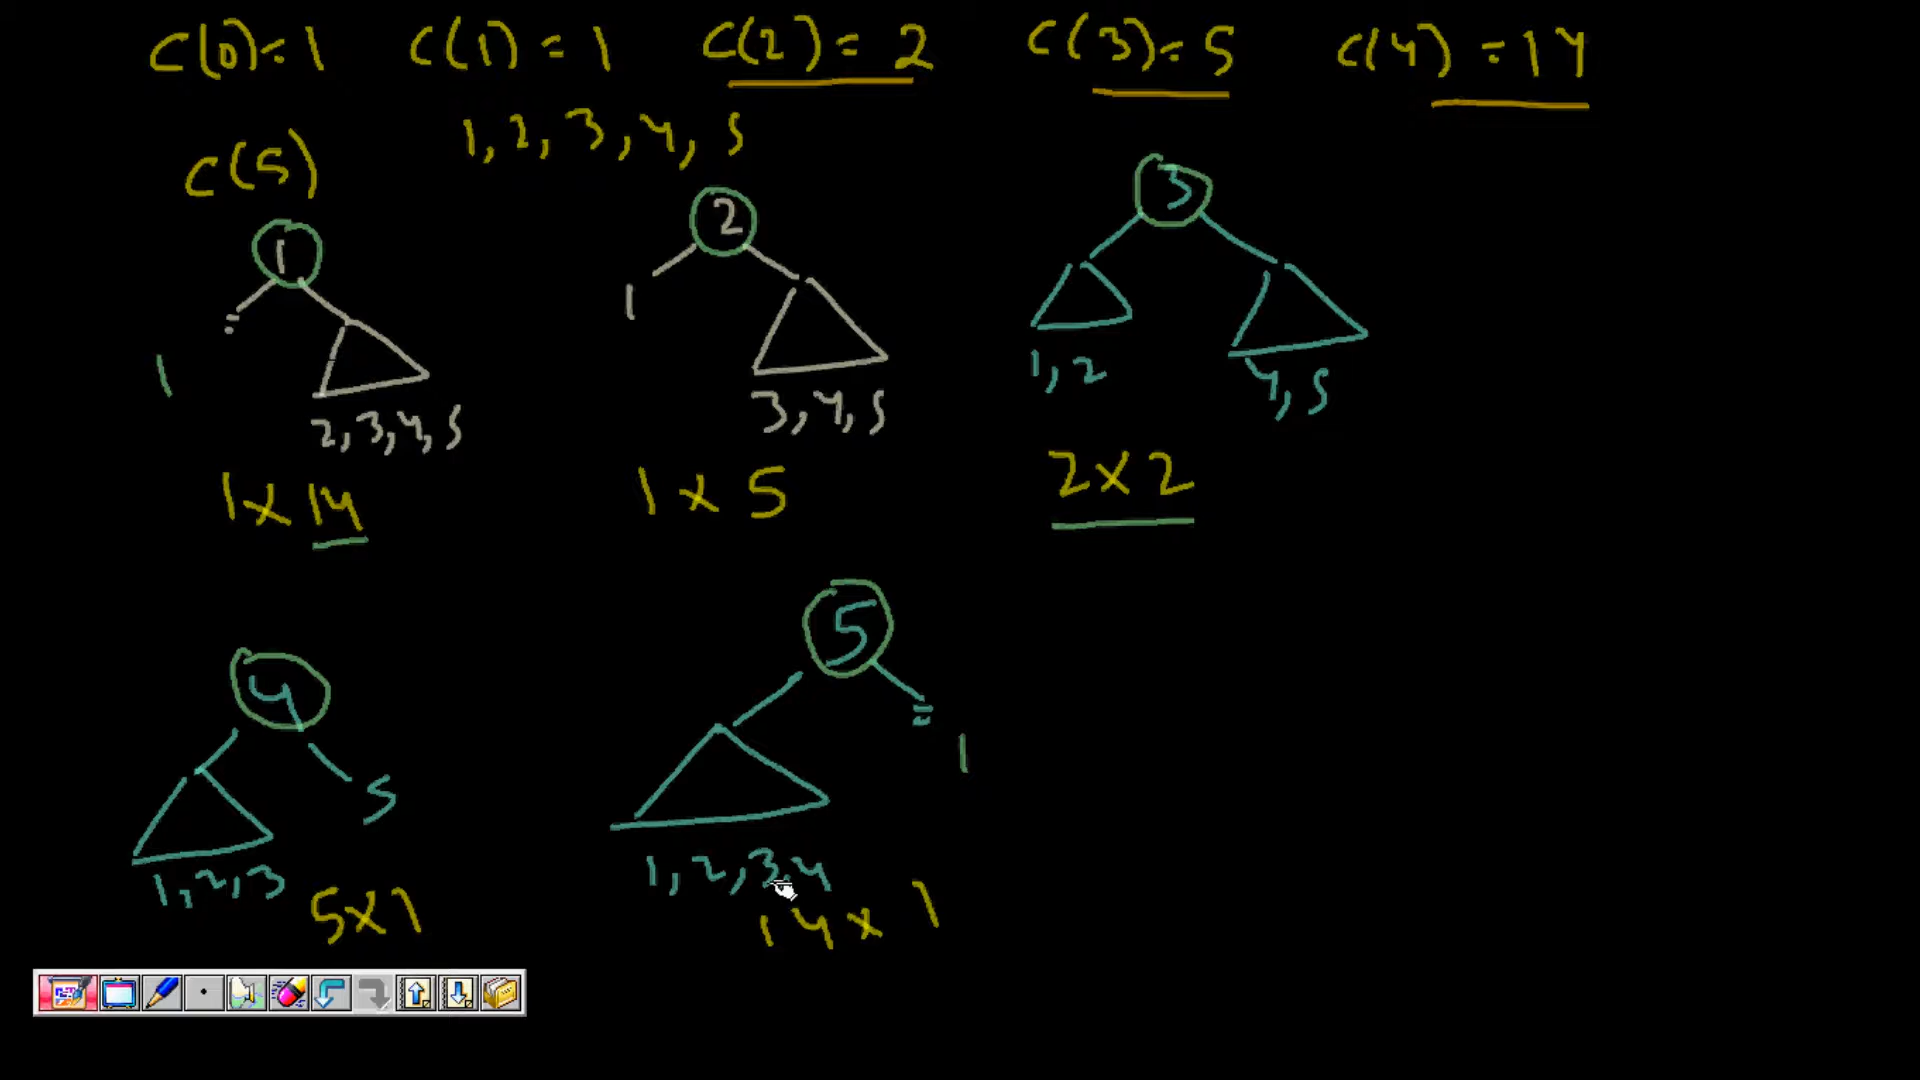 C(0)=1 C(1)=1 C(2)=2 C(3)=5 C(4)=14
1,2,3,4,5
C(5)
1
2
3
1
1
2,3,4,5
3,4,5
1,2
4,5
1x14
1x5
2x2
4
5
5
1
1,2,3
1,2,3,4
5x1
14x1